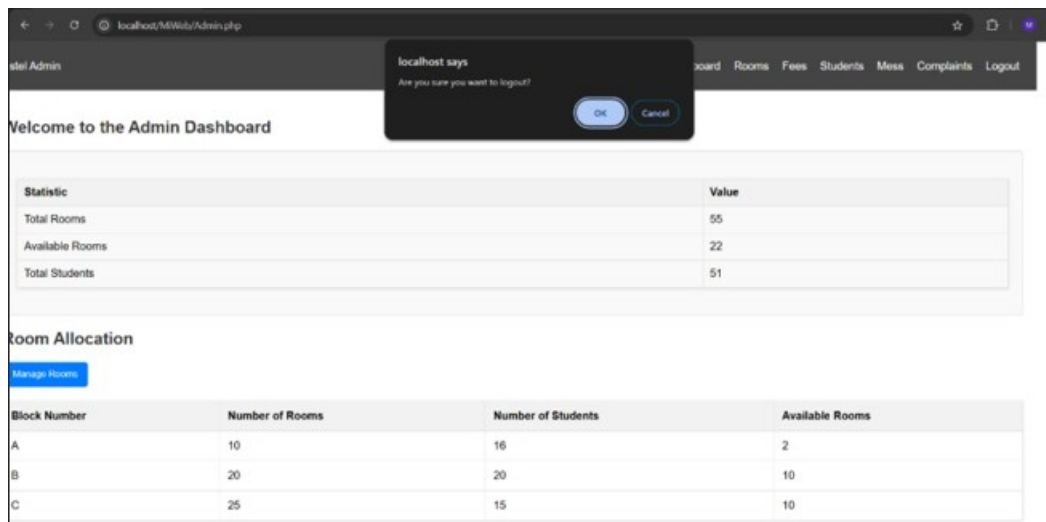 localhost/MiWeb/Admin.php
M
localhost says
Are you sure you want to logout?
OK Cancel
stel Admin
board Rooms Fees Students Mess Complaints Logout
Welcome to the Admin Dashboard
Statistic Value
Total Rooms 55
Available Rooms 22
Total Students 51
Room Allocation
Manage Rooms
Block Number Number of Rooms Number of Students Available Rooms
A 10 16 2
B 20 20 10
C 25 15 10